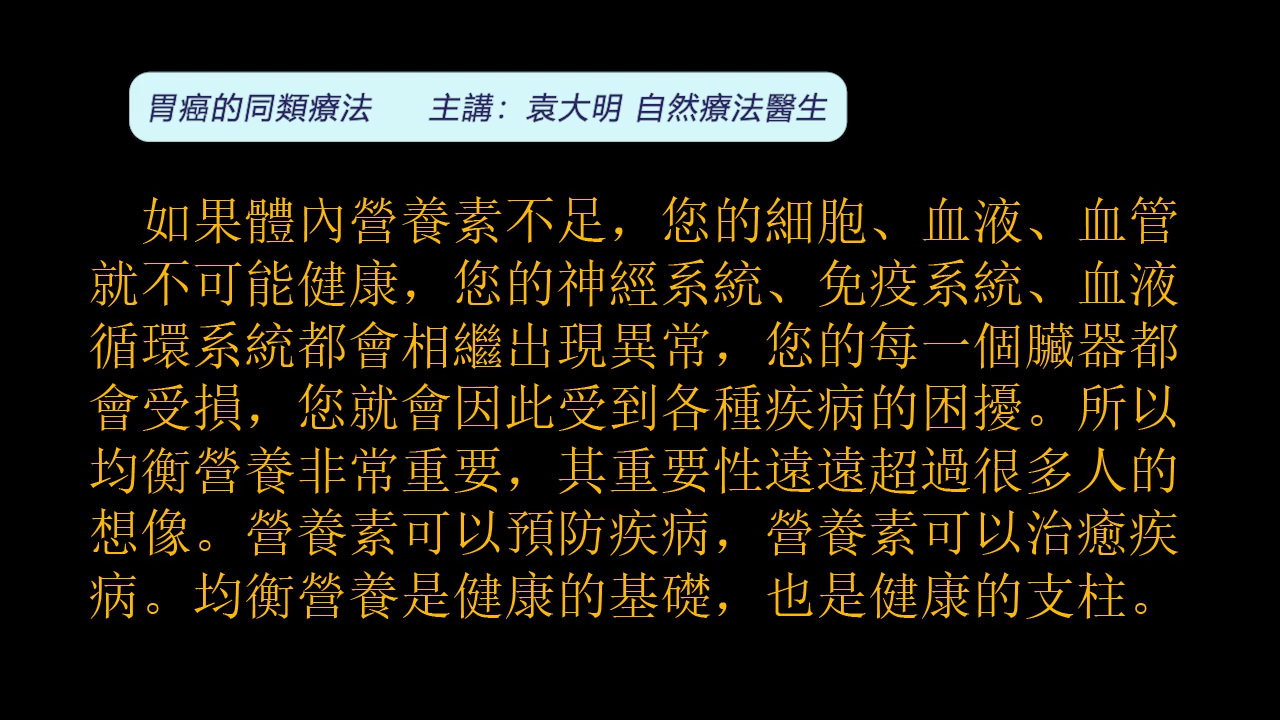 胃癌的同類療法　主講：袁大明 自然療法醫生
如果體內營養素不足，您的細胞、血液、血管
就不可能健康，您的神經系統、免疫系統、血液
循環系統都會相繼出現異常，您的每一個臟器都
會受損，您就會因此受到各種疾病的困擾。所以
均衡營養非常重要，其重要性遠遠超過很多人的
想像。營養素可以預防疾病，營養素可以治癒疾
病。均衡營養是健康的基礎，也是健康的支柱。